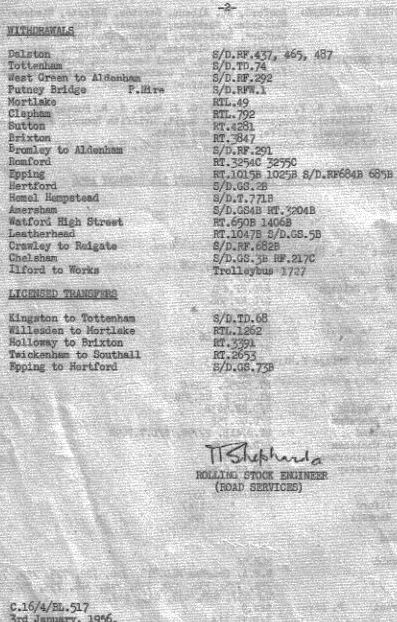 -2-
WITHDRAWALS
Dalston S/D.RF.437, 465, 487
Tottenham S/D.TD.74
West Green to Aldenham S/D.RF.292
Putney Bridge P.Hire S/D.RFW.1
Mortlake RTL.49
Clapham RTL.792
Sutton RT.4281
Brixton RT.3847
Bromley to Aldenham S/D.RF.291
Romford RT.3254C 3255C
Epping RT.1015B 1025B S/D.RF684B 685B
Hertford S/D.GS.2B
Hemel Hempstead S/D.T.771B
Amersham S/D.GS4B RT.3204B
Watford High Street RT.650B 1406B
Leatherhead RT.1047B S/D.GS.5B
Crawley to Reigate S/D.RF.682B
Chelsham S/D.GS.3B RF.217C
Ilford to Works Trolleybus 1727
LICENSED TRANSFERS
Kingston to Tottenham S/D.TD.68
Willesden to Mortlake RTL.1262
Holloway to Brixton RT.3391
Twickenham to Southall RT.2653
Epping to Hertford S/D.GS.73B
ROLLING STOCK ENGINEER
(ROAD SERVICES)
C.16/4/BL.517
3rd January, 1956.